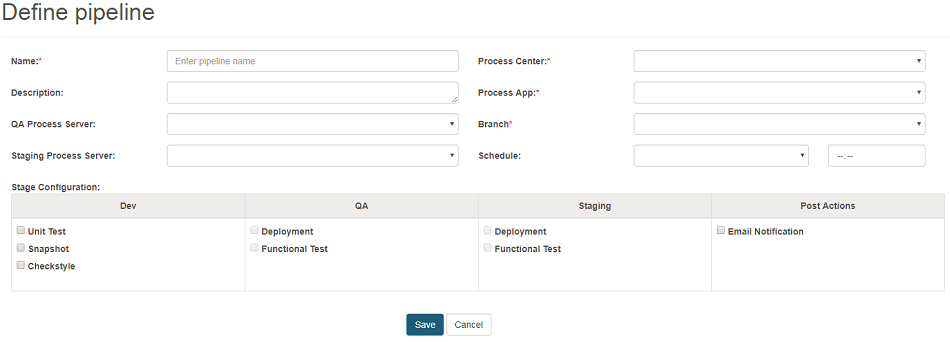 Define pipeline
Name:* Enter pipeline name Process Center:*
Description: Process App:*
QA Process Server: Branch*
Staging Process Server: Schedule: --:--
Stage Configuration:
Dev QA Staging Post Actions
Unit Test Deployment Deployment Email Notification
Snapshot Functional Test Functional Test
Checkstyle
Save Cancel